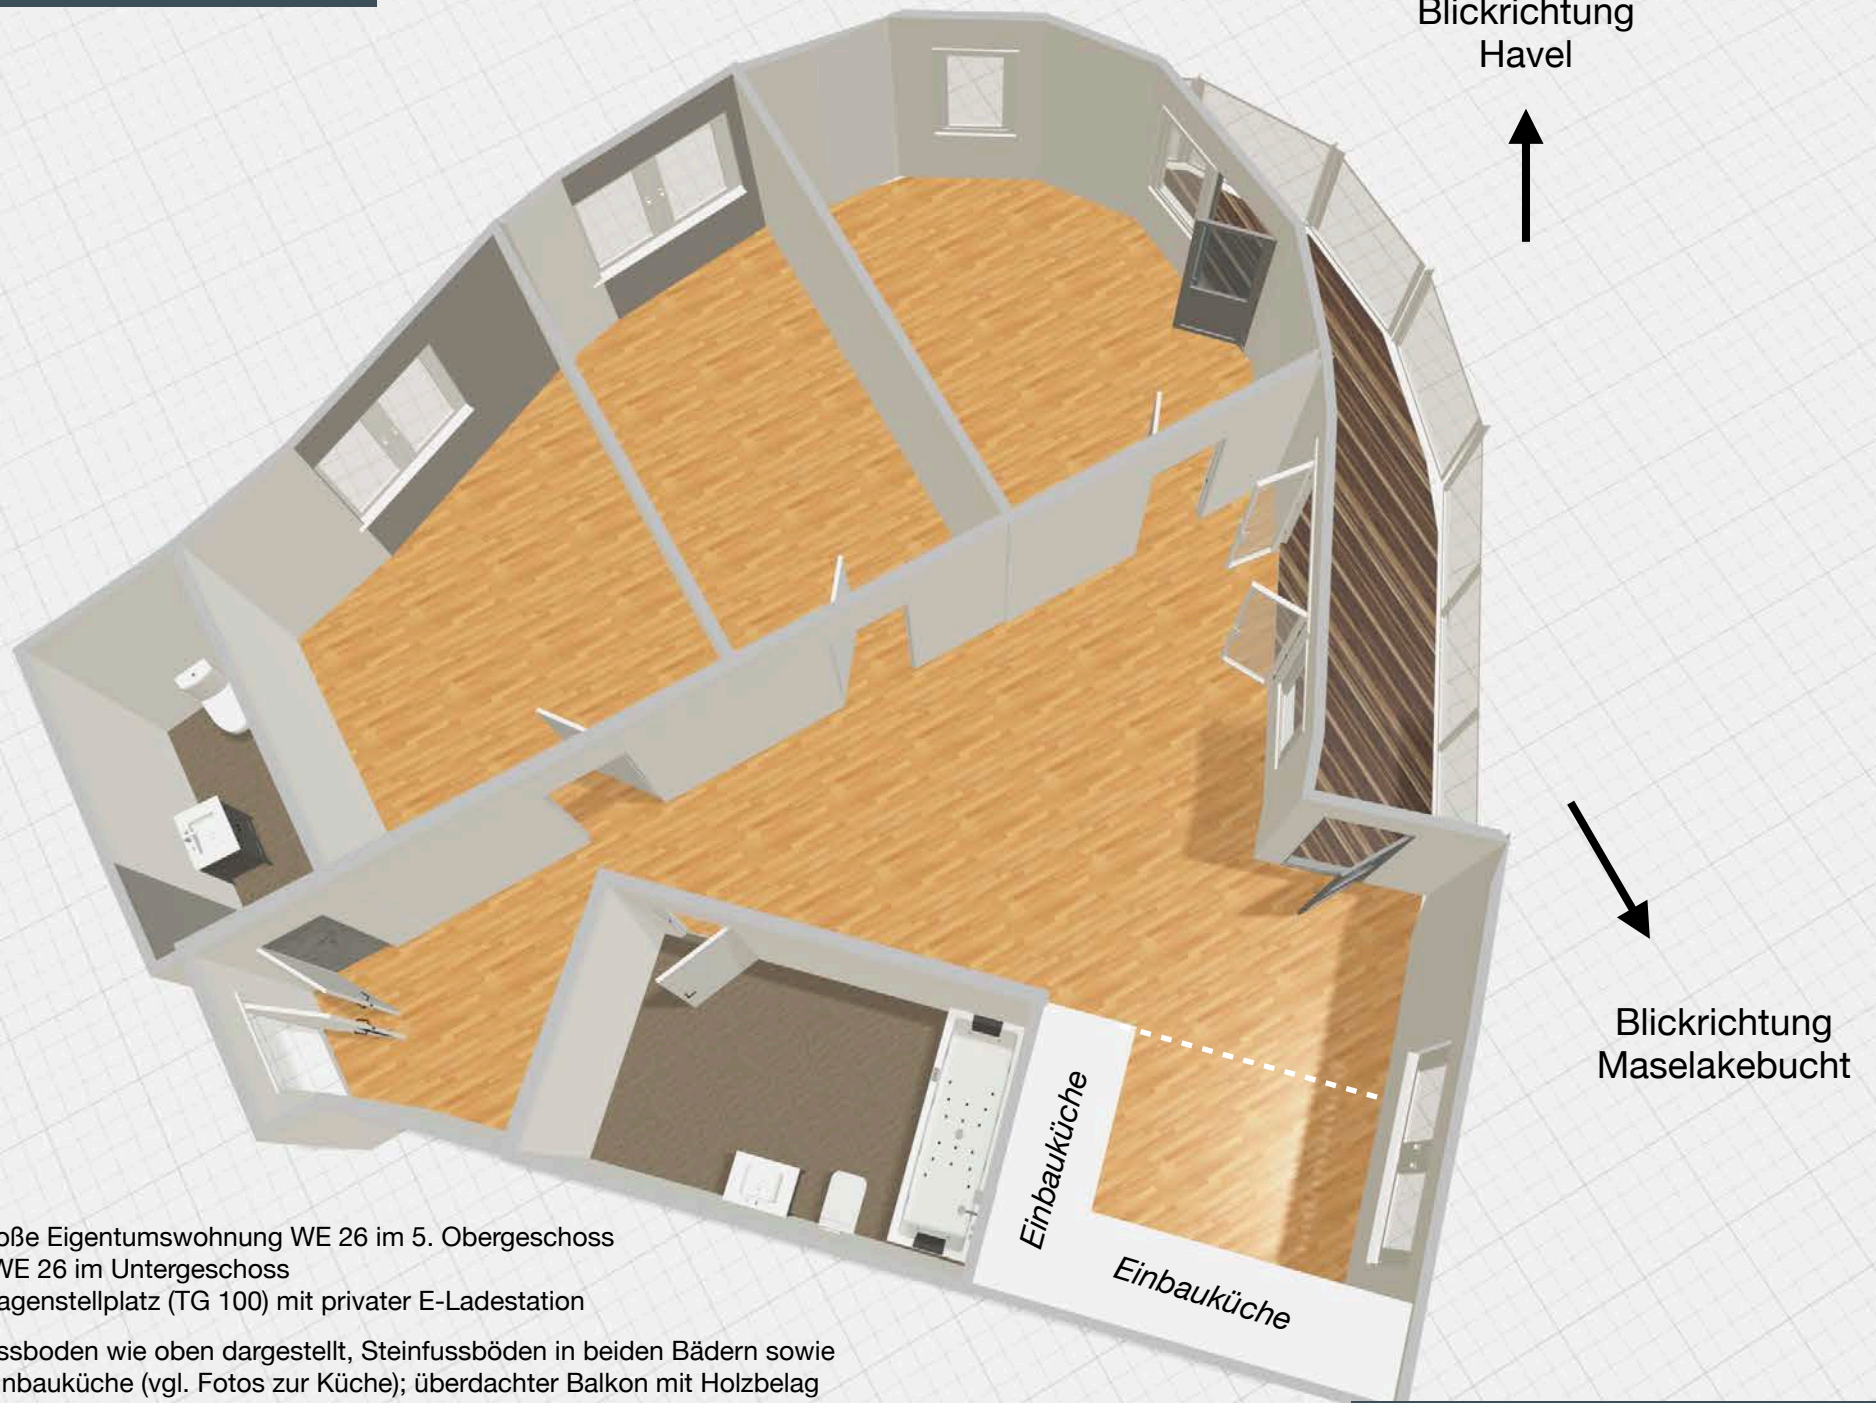 Blickrichtung
Havel
Blickrichtung
Maselakebucht
Einbauküche
Einbauküche
oße Eigentumswohnung WE 26 im 5. Obergeschoss
WE 26 im Untergeschoss
agenstellplatz (TG 100) mit privater E-Ladestation
ssboden wie oben dargestellt, Steinfussböden in beiden Bädern sowie
nbauküche (vgl. Fotos zur Küche); überdachter Balkon mit Holzbelag